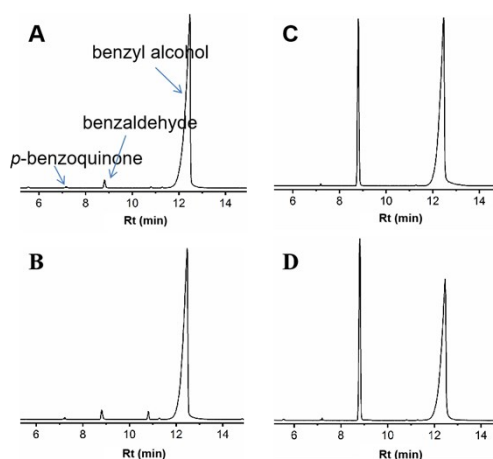 A
benzyl alcohol
benzaldehyde
p-benzoquinone
6 8 10 12 14
Rt (min)
C
6 8 10 12 14
Rt (min)
B
6 8 10 12 14
Rt (min)
D
6 8 10 12 14
Rt (min)